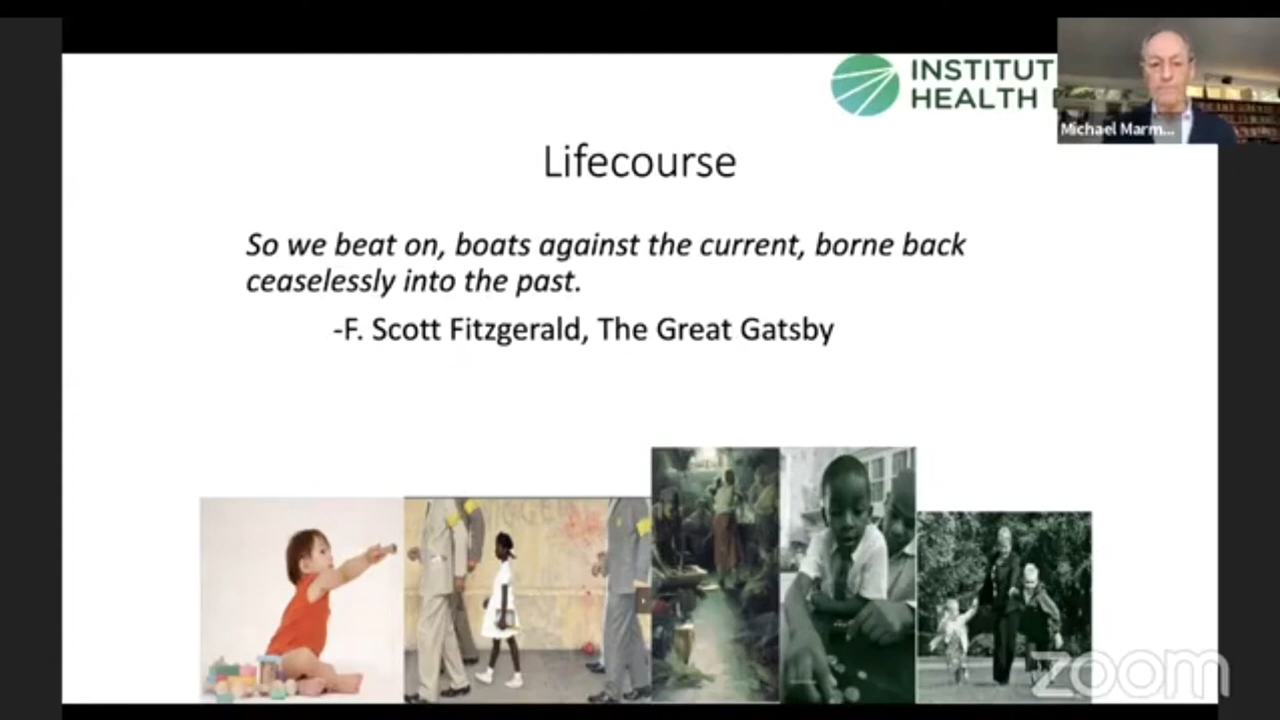 INSTITUT
HEALTH
Michael Marm...
Lifecourse
So we beat on, boats against the current, borne back
ceaselessly into the past.
-F. Scott Fitzgerald, The Great Gatsby
zoom